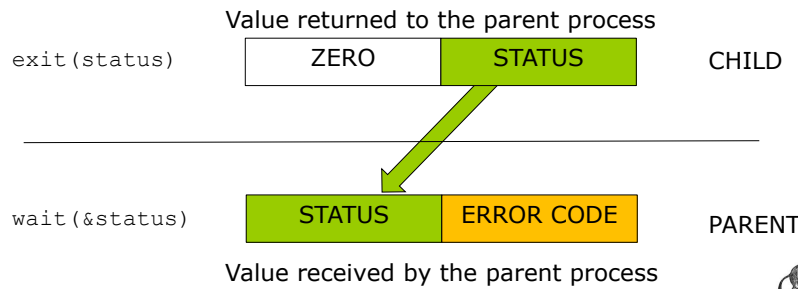 Value returned to the parent process
exit(status) ZERO STATUS CHILD
wait(&status) STATUS ERROR CODE PARENT
Value received by the parent process